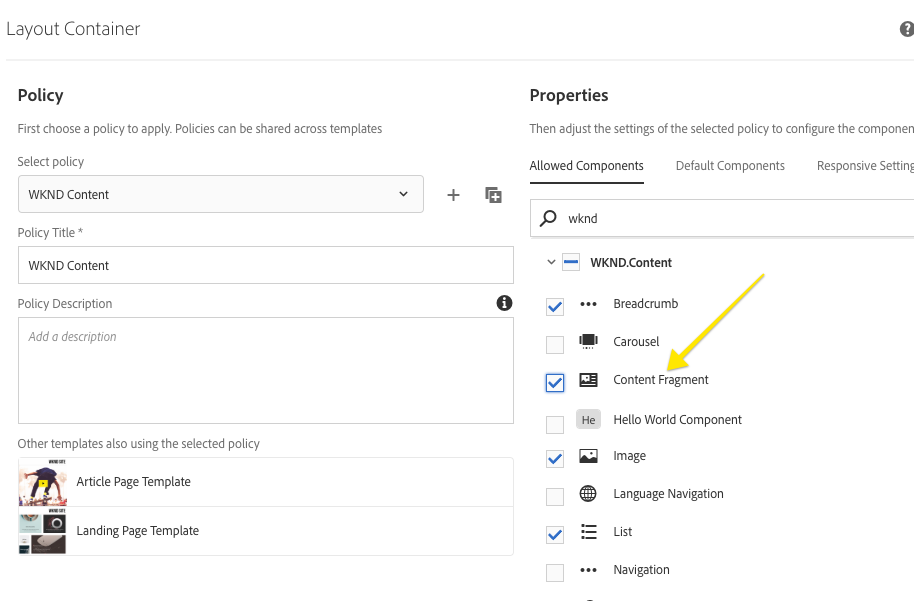 Layout Container
Policy
First choose a policy to apply. Policies can be shared across templates
Select policy
WKND Content
Policy Title *
WKND Content
Policy Description
Add a description
Other templates also using the selected policy
Article Page Template
Landing Page Template
Properties
Then adjust the settings of the selected policy to configure the componen
Allowed Components Default Components Responsive Setting
wknd
WKND.Content
Breadcrumb
Carousel
Content Fragment
He Hello World Component
Image
Language Navigation
List
Navigation